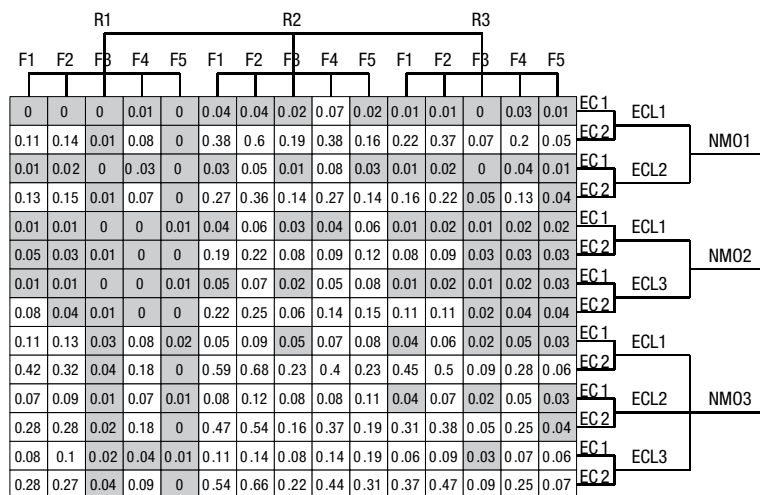 R1 R2 R3
F1 F2 F3 F4 F5 F1 F2 F3 F4 F5 F1 F2 F3 F4 F5
0 0 0 0.01 0 0.04 0.04 0.02 0.07 0.02 0.01 0.01 0 0.03 0.01 EC1 ECL1
0.11 0.14 0.01 0.08 0 0.38 0.6 0.19 0.38 0.16 0.22 0.37 0.07 0.2 0.05 EC2 NMO1
0.01 0.02 0 0.03 0 0.03 0.05 0.01 0.08 0.03 0.01 0.02 0 0.04 0.01 EC1 ECL2
0.13 0.15 0.01 0.07 0 0.27 0.36 0.14 0.27 0.14 0.16 0.22 0.05 0.13 0.04 EC2
0.01 0.01 0 0 0.01 0.04 0.06 0.03 0.04 0.06 0.01 0.02 0.01 0.02 0.02 EC1 ECL1
0.05 0.03 0.01 0 0 0.19 0.22 0.08 0.09 0.12 0.08 0.09 0.03 0.03 0.03 EC2 NMO2
0.01 0.01 0 0 0.01 0.05 0.07 0.02 0.05 0.08 0.01 0.02 0.01 0.02 0.03 EC1 ECL3
0.08 0.04 0.01 0 0 0.22 0.25 0.06 0.14 0.15 0.11 0.11 0.02 0.04 0.04 EC2
0.11 0.13 0.03 0.08 0.02 0.05 0.09 0.05 0.07 0.08 0.04 0.06 0.02 0.05 0.03 EC1 ECL1
0.42 0.32 0.04 0.18 0 0.59 0.68 0.23 0.4 0.23 0.45 0.5 0.09 0.28 0.06 EC2
0.07 0.09 0.01 0.07 0.01 0.08 0.12 0.08 0.08 0.11 0.04 0.07 0.02 0.05 0.03 EC1 ECL2 NMO3
0.28 0.28 0.02 0.18 0 0.47 0.54 0.16 0.37 0.19 0.31 0.38 0.05 0.25 0.04 EC2
0.08 0.1 0.02 0.04 0.01 0.11 0.14 0.08 0.14 0.19 0.06 0.09 0.03 0.07 0.06 EC1 ECL3
0.28 0.27 0.04 0.09 0 0.54 0.66 0.22 0.44 0.31 0.37 0.47 0.09 0.25 0.07 EC2